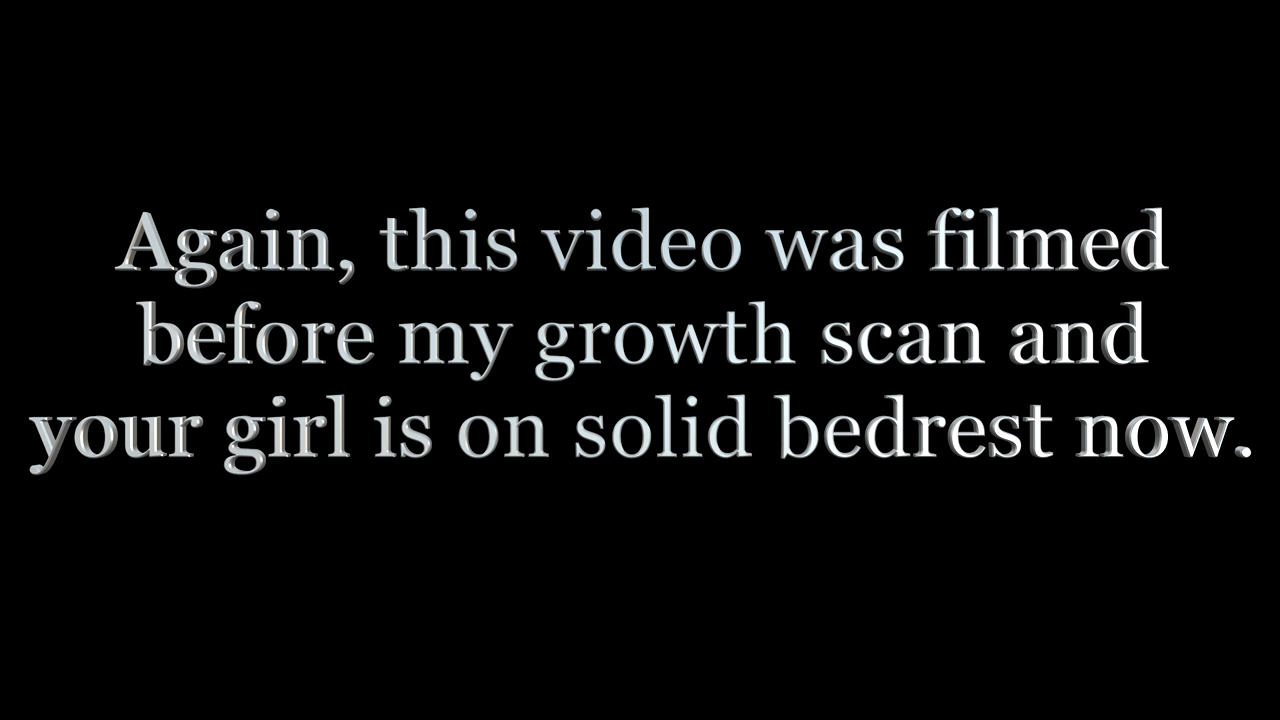 Again, this video was filmed
before my growth scan and
your girl is on solid bedrest now.